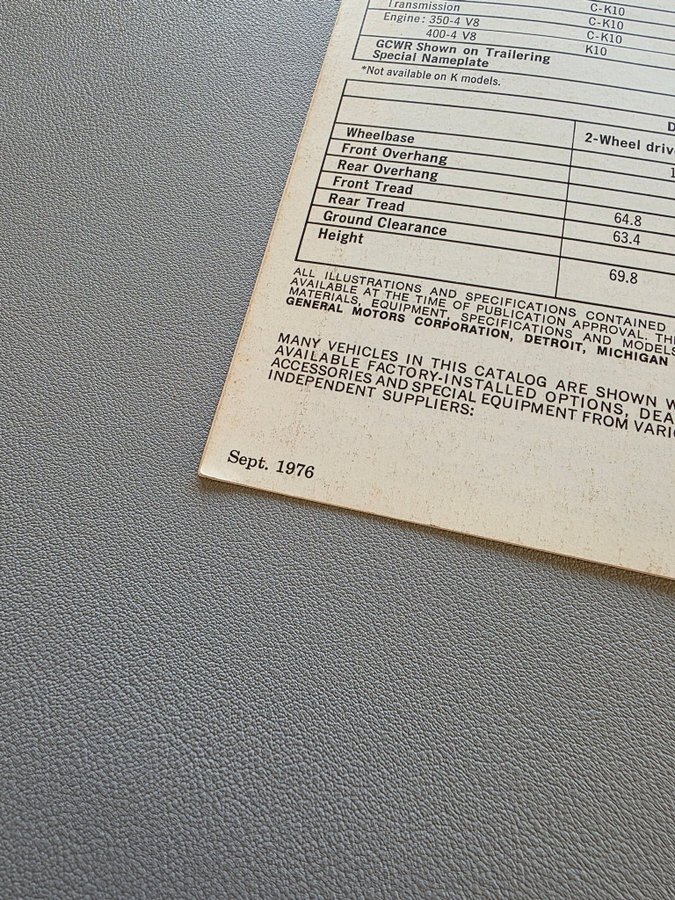 Transmission C-K10
Engine: 350-4 V8 C-K10
400-4 V8 C-K10
GCWR Shown on Trailering K10
Special Nameplate
*Not available on K models.
D
2-Wheel driv
Wheelbase
Front Overhang 1
Rear Overhang
Front Tread
Rear Tread 64.8
Ground Clearance 63.4
Height
69.8
ALL ILLUSTRATIONS AND SPECIFICATIONS CONTAINED
AVAILABLE AT THE TIME OF PUBLICATION APPROVAL. TH
MATERIALS, EQUIPMENT, SPECIFICATIONS AND MODELS
GENERAL MOTORS CORPORATION, DETROIT, MICHIGAN
MANY VEHICLES IN THIS CATALOG ARE SHOWN W
AVAILABLE FACTORY-INSTALLED OPTIONS, DEA
ACCESSORIES AND SPECIAL EQUIPMENT FROM VARI
INDEPENDENT SUPPLIERS:
Sept. 1976